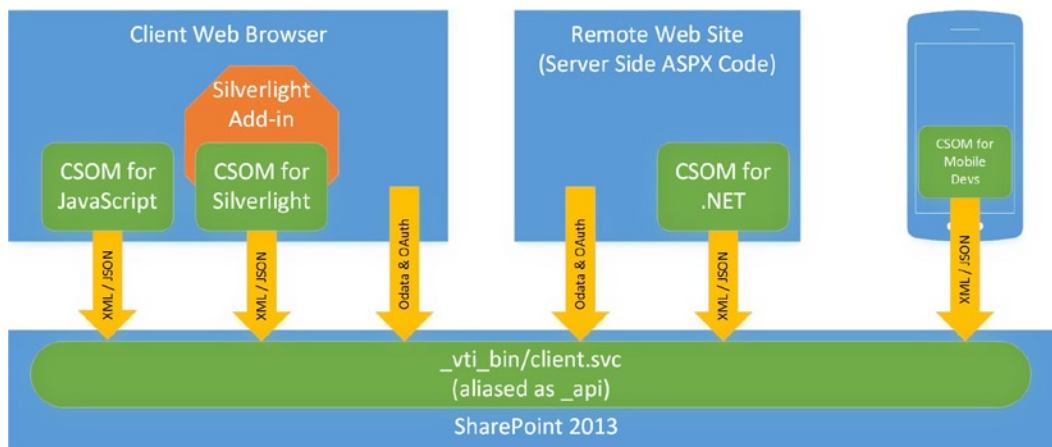 Client Web Browser
Silverlight
Add-in
CSOM for
JavaScript
CSOM for
Silverlight
Remote Web Site
(Server Side ASPX Code)
CSOM for
.NET
CSOM for
Mobile
Devs
XML / JSON
XML / JSON
Odata & OAuth
Odata & OAuth
XML / JSON
XML / JSON
_vti_bin/client.svc
(aliased as _api)
SharePoint 2013